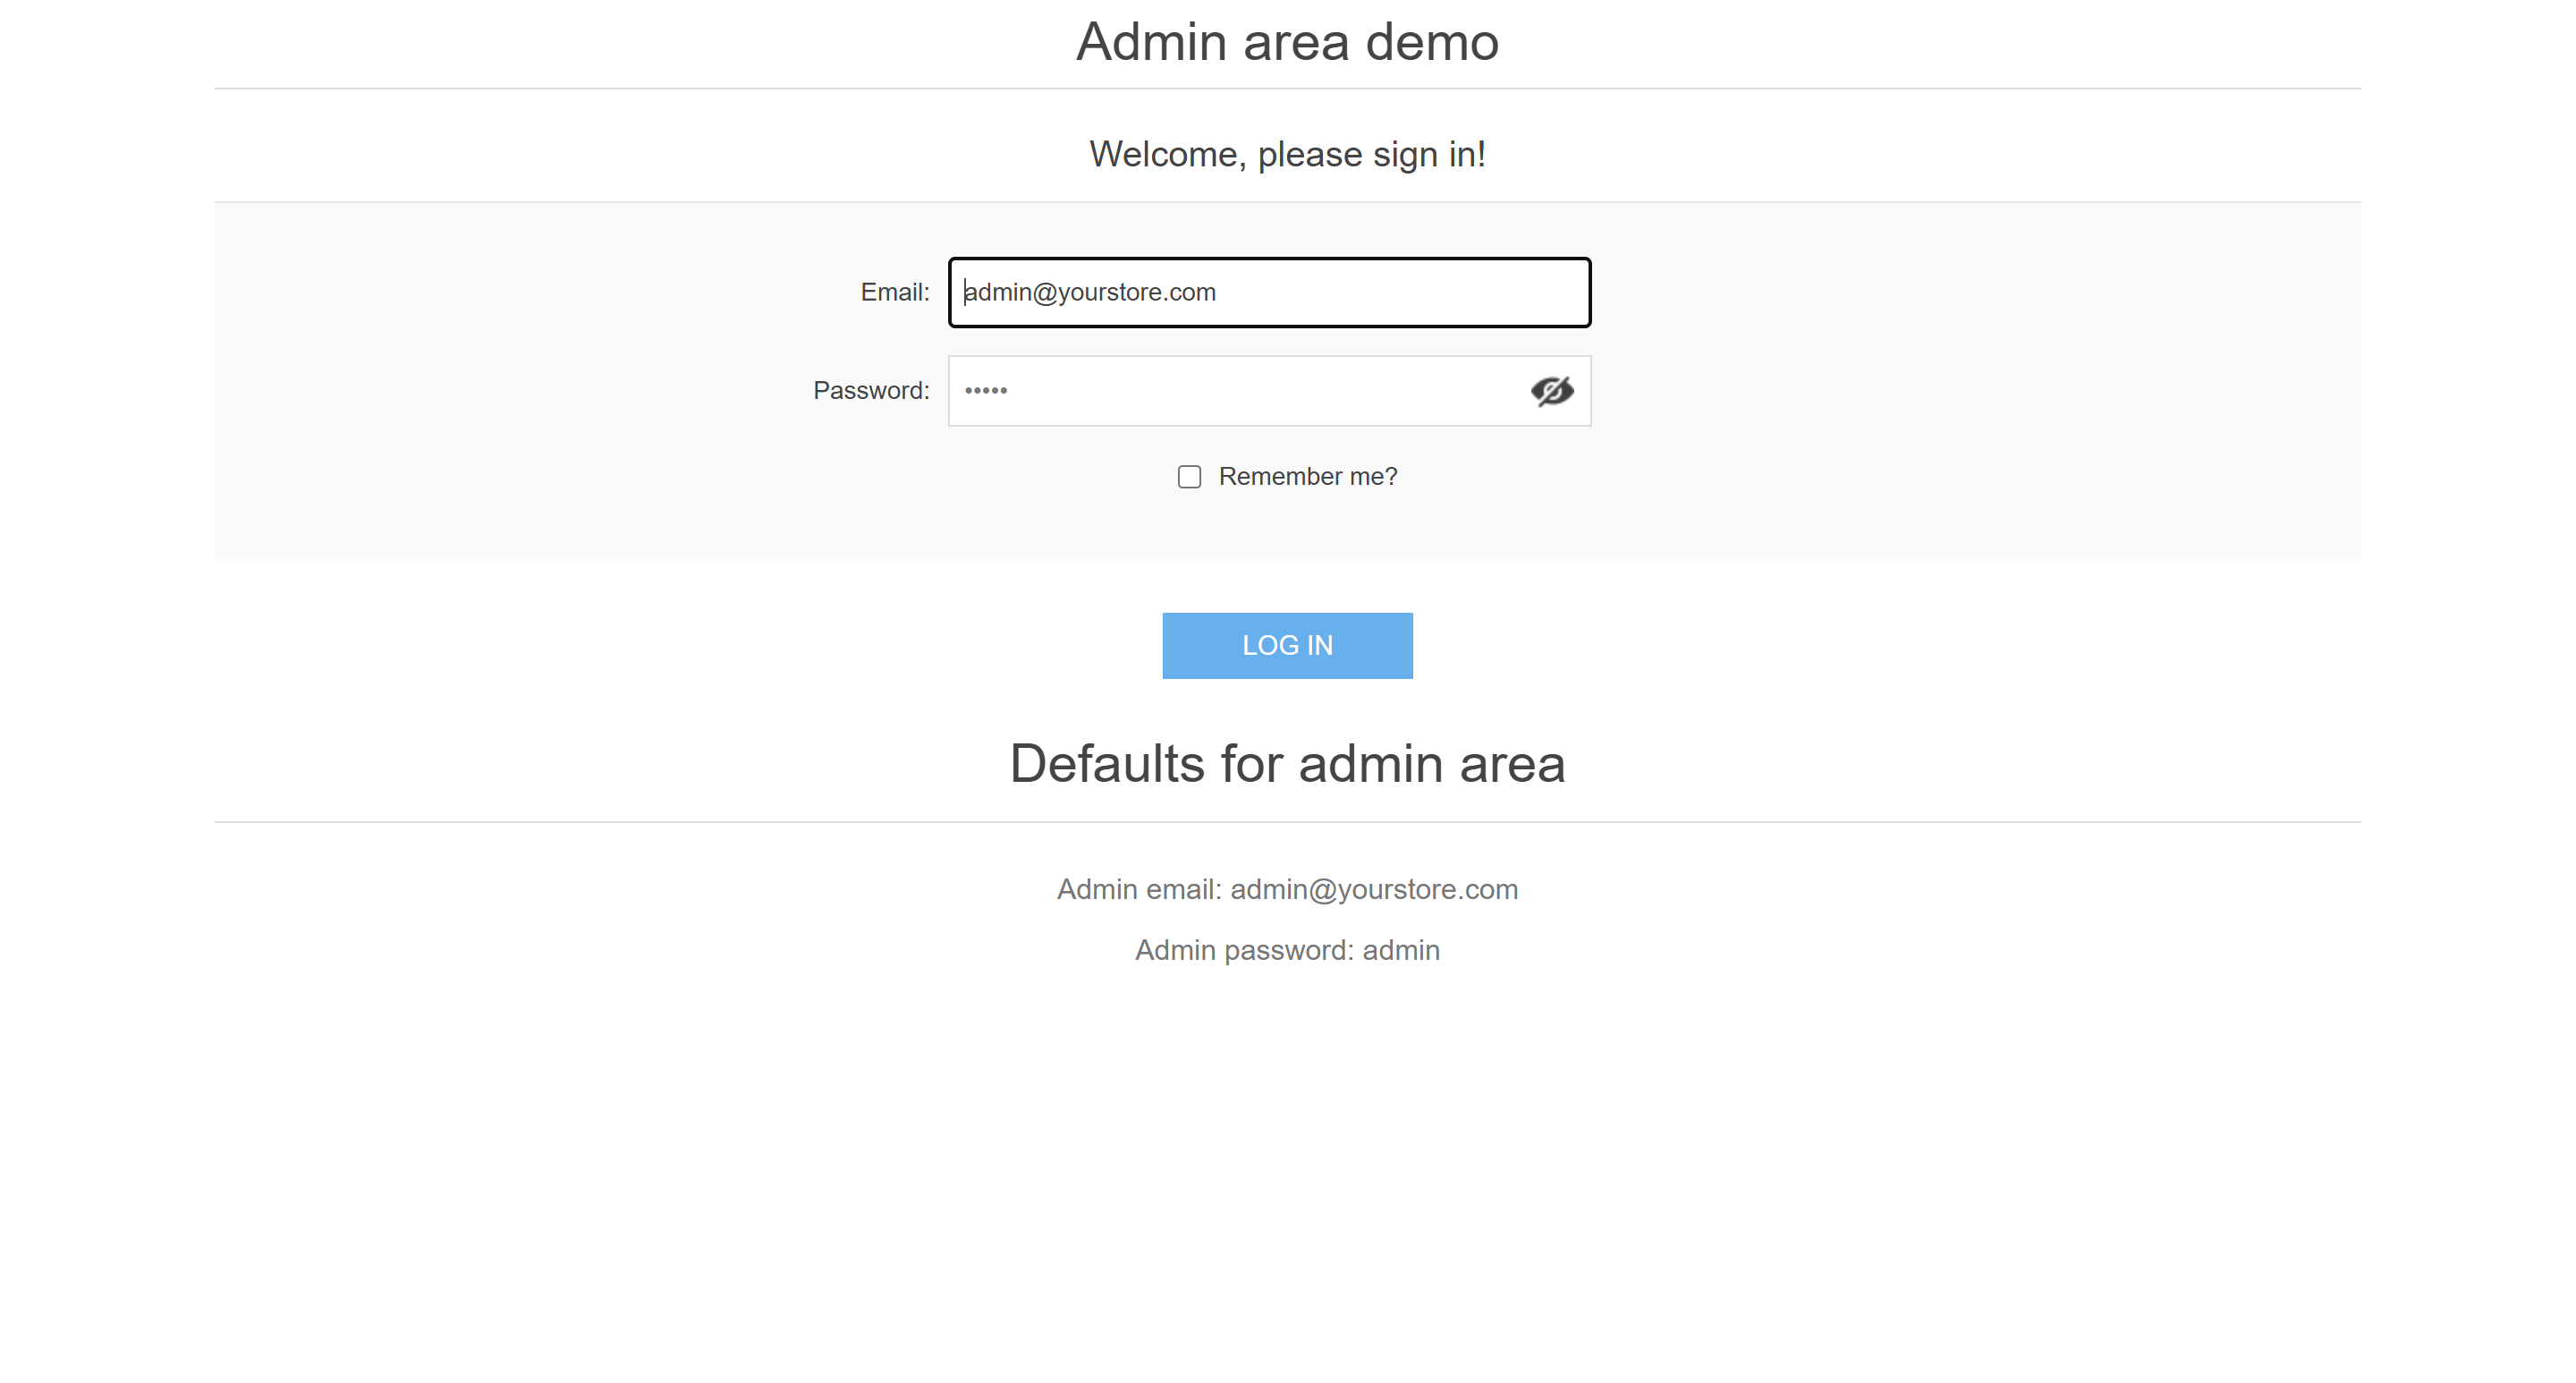 Admin area demo
Welcome, please sign in!
Email: admin@yourstore.com
Password: •••••
Remember me?
LOG IN
Defaults for admin area
Admin email: admin@yourstore.com
Admin password: admin